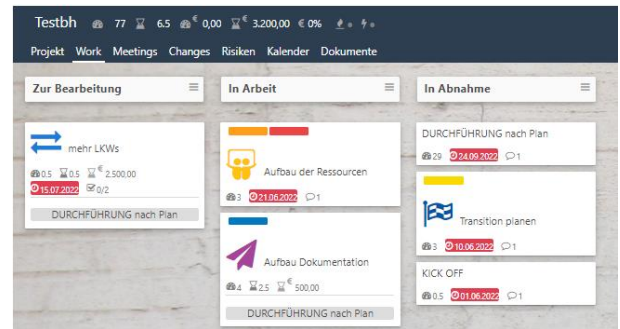 Testbh 77 6.5 € 0,00 € 3.200,00 € 0%
Projekt Work Meetings Changes Risiken Kalender Dokumente
Zur Bearbeitung
mehr LKWs
0.5 0.5 € 2.500,00
15.07.2022 0/2
DURCHFÜHRUNG nach Plan
In Arbeit
Aufbau der Ressourcen
3 21.06.2022 1
Aufbau Dokumentation
4 2.5 € 500,00
DURCHFÜHRUNG nach Plan
In Abnahme
DURCHFÜHRUNG nach Plan
29 24.09.2022 1
Transition planen
3 10.06.2022 1
KICK OFF
0.5 01.06.2022 1